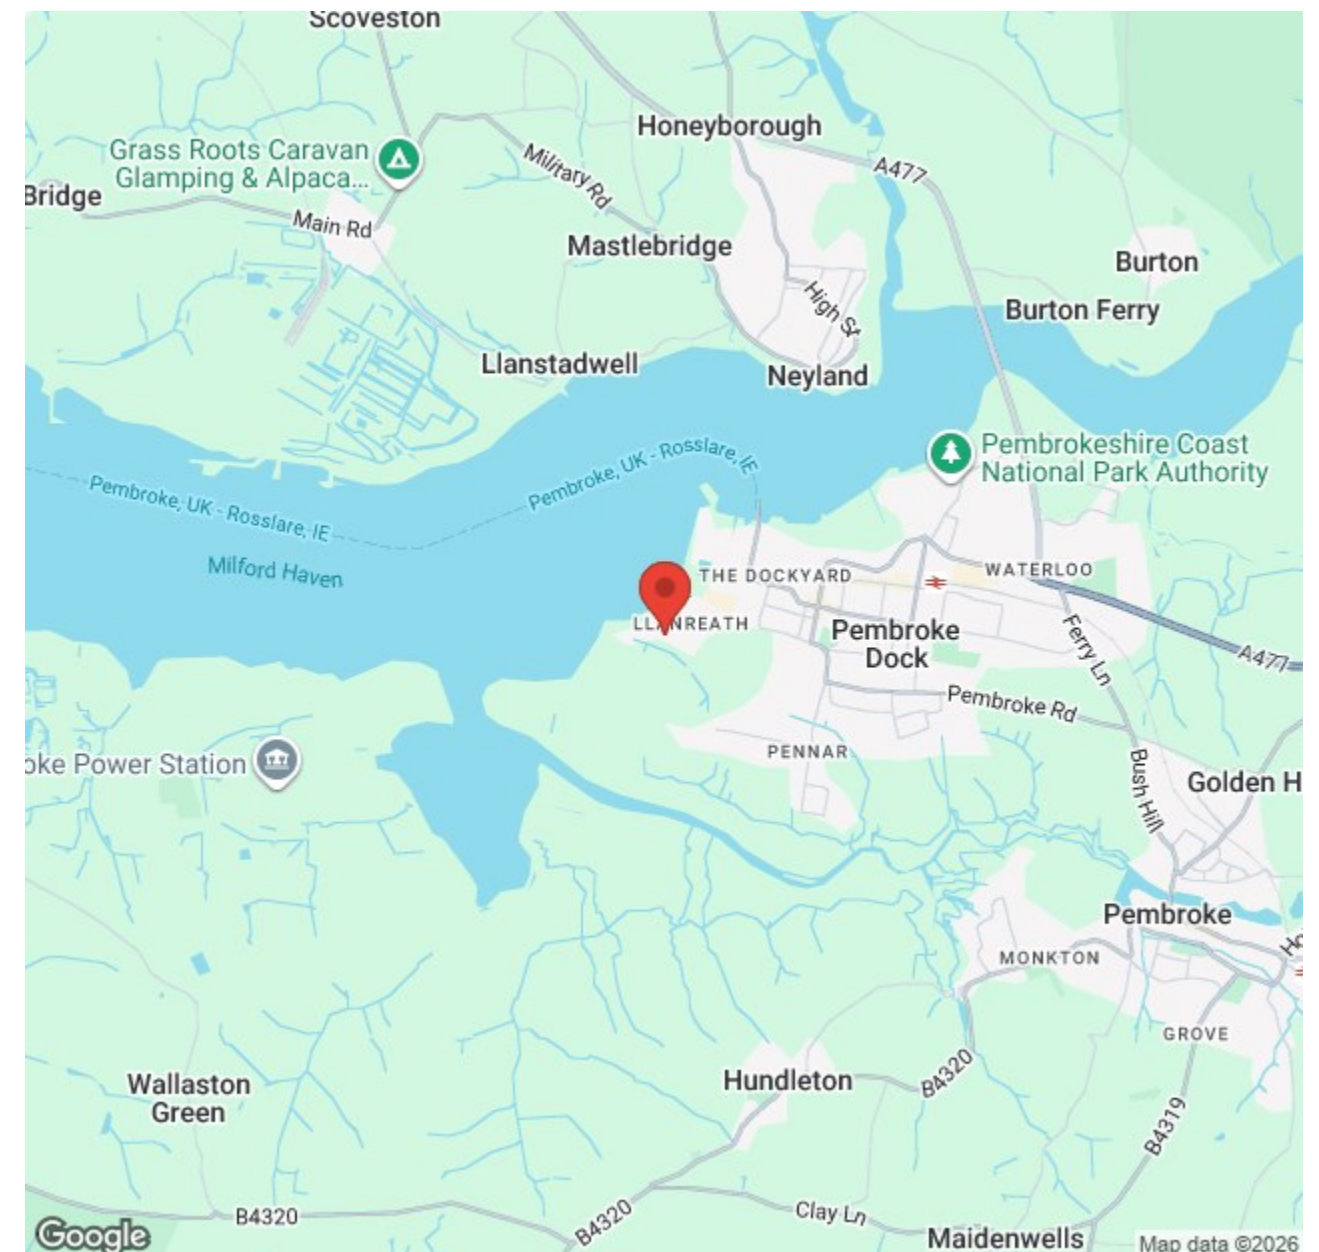 Scoveston
Honeyborough
Grass Roots Caravan
Glamping & Alpaca...
Military Rd
A477
Bridge
Main Rd
Mastlebridge
Burton
High St
Burton Ferry
Llanstadwell
Neyland
Pembrokeshire Coast
National Park Authority
Pembroke, UK - Rosslare, IE
Pembroke, UK - Rosslare, IE
Milford Haven
THE DOCKYARD
WATERLOO
LLANREATH
Pembroke
Dock
Ferry Ln
A477
Pembroke Rd
PENNAR
oke Power Station
Bush Hill
Golden H
Pembroke
MONKTON
Ho
GROVE
Wallaston
Green
Hundleton
B4320
B4319
B4320
B4320
Clay Ln
Maidenwells
Google
Map data ©2026